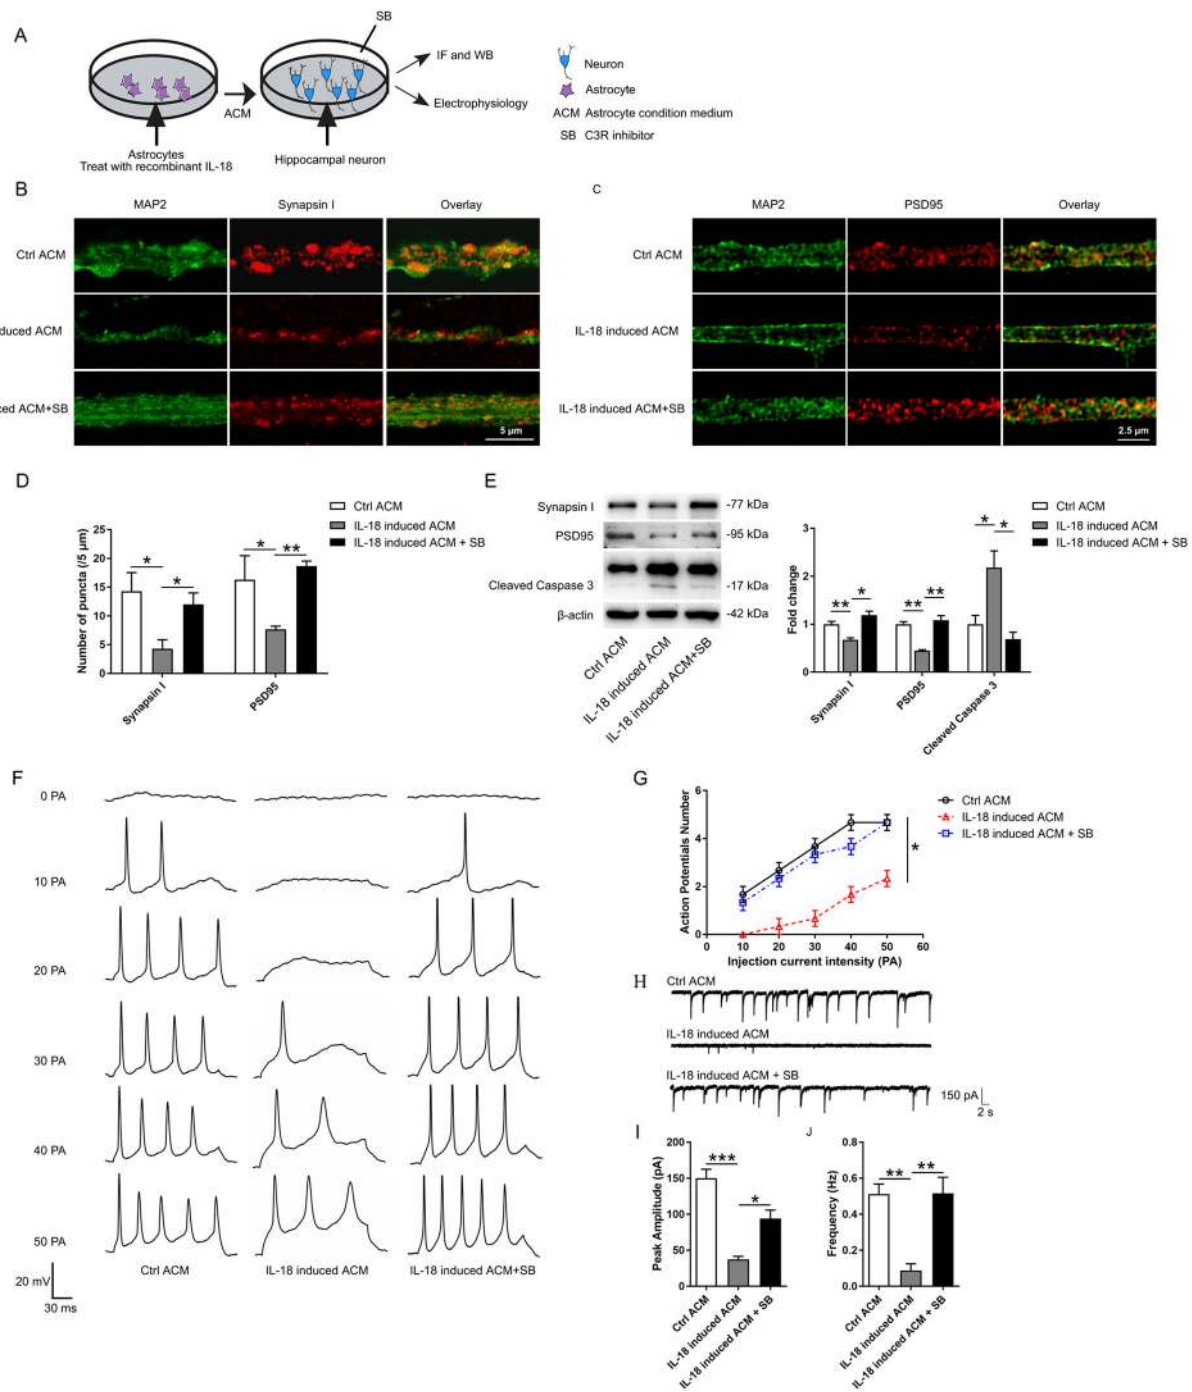 A
SB
IF and WB
Electrophysiology
ACM
Astrocytes
Treat with recombinant IL-18
Hippocampal neuron
Neuron
Astrocyte
ACM Astrocyte condition medium
SB C3R inhibitor
B
MAP2 Synapsin I Overlay
Ctrl ACM
duced ACM
ced ACM+SB
5 μm
C
MAP2 PSD95 Overlay
Ctrl ACM
IL-18 induced ACM
IL-18 induced ACM+SB
2.5 μm
D
Ctrl ACM
IL-18 induced ACM
IL-18 induced ACM + SB
Number of puncta (/5 μm)
25
20
15
10
5
0
* * * **
Synapsin I
PSD95
E
Synapsin I -77 kDa
PSD95 -95 kDa
Cleaved Caspase 3 -17 kDa
β-actin -42 kDa
Ctrl ACM
IL-18 induced ACM
IL-18 induced ACM+SB
Ctrl ACM
IL-18 induced ACM
IL-18 induced ACM + SB
Fold change
3
2
1
0
** * ** ** * *
Synapsin I
PSD95
Cleaved Caspase 3
F
0 PA
10 PA
20 PA
30 PA
40 PA
50 PA
20 mV
30 ms
Ctrl ACM IL-18 induced ACM IL-18 induced ACM+SB
G
Action Potentials Number
6
4
2
0
0 10 20 30 40 50 60
Injection current intensity (PA)
Ctrl ACM
IL-18 induced ACM
IL-18 induced ACM + SB
*
H
Ctrl ACM
IL-18 induced ACM
IL-18 induced ACM + SB
150 pA
2 s
I
Peak Amplitude (pA)
200
150
100
50
0
*** *
Ctrl ACM
IL-18 induced ACM
IL-18 induced ACM + SB
J
Frequency (Hz)
0.8
0.6
0.4
0.2
0.0
** **
Ctrl ACM
IL-18 induced ACM
IL-18 induced ACM + SB